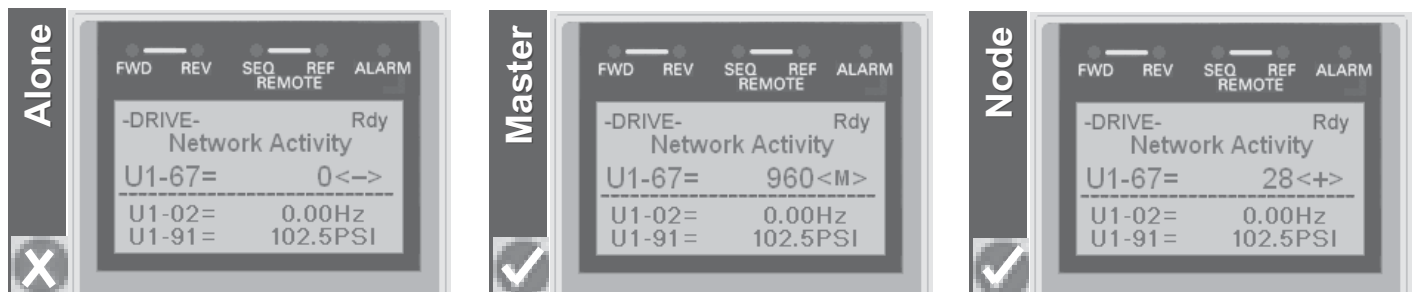 Alone
FWD REV SEQ REF ALARM
REMOTE
-DRIVE- Rdy
Network Activity
U1-67= 0<–>
U1-02= 0.00Hz
U1-91= 102.5PSI
Master
FWD REV SEQ REF ALARM
REMOTE
-DRIVE- Rdy
Network Activity
U1-67= 960<M>
U1-02= 0.00Hz
U1-91= 102.5PSI
Node
FWD REV SEQ REF ALARM
REMOTE
-DRIVE- Rdy
Network Activity
U1-67= 28<+>
U1-02= 0.00Hz
U1-91= 102.5PSI